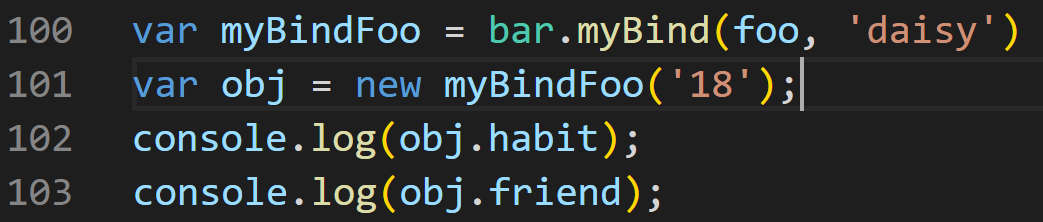 100 var myBindFoo = bar.myBind(foo, 'daisy')
101 var obj = new myBindFoo('18');
102 console.log(obj.habit);
103 console.log(obj.friend);